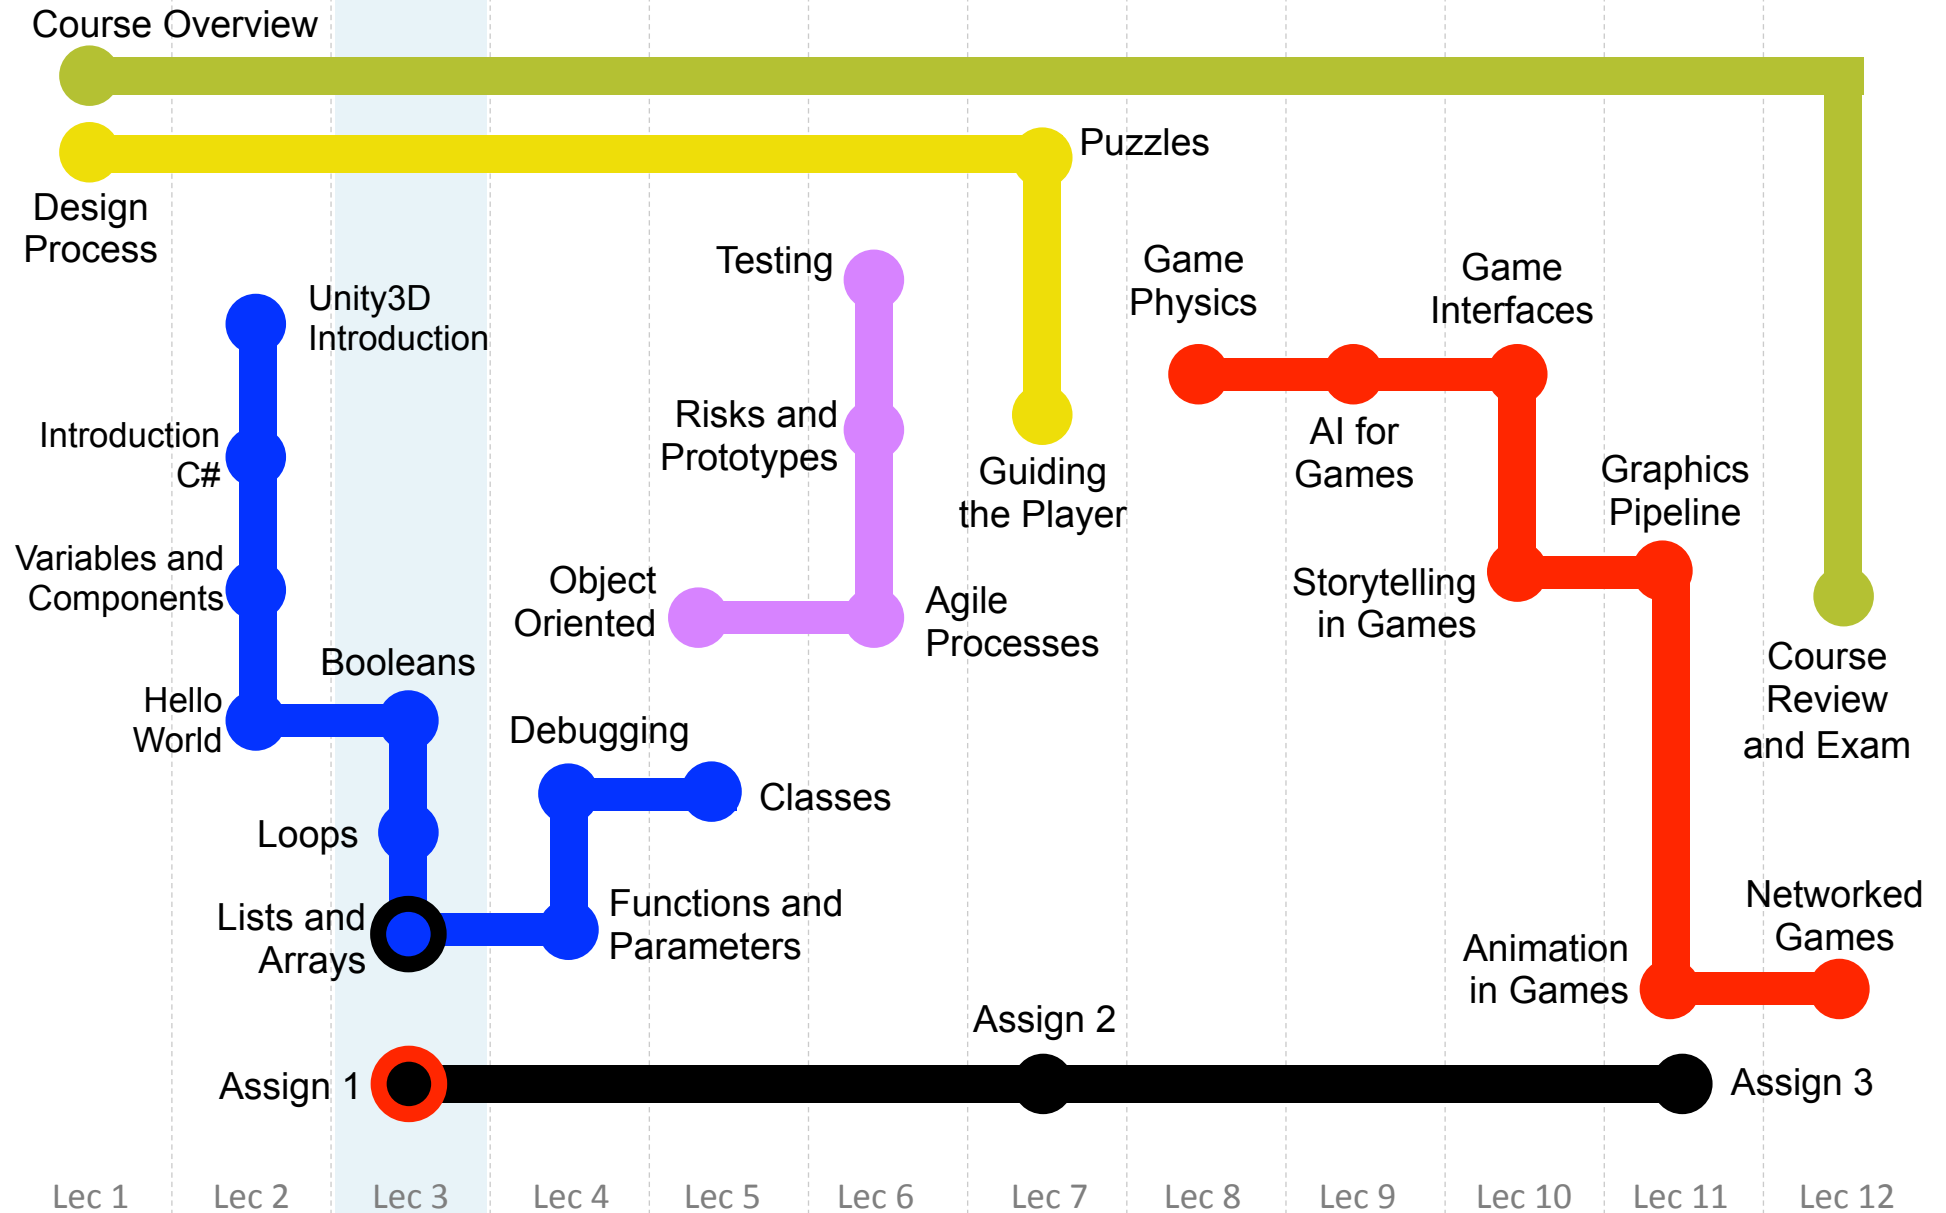 Course Overview
Design
Process
Puzzles
Unity3D
Introduction
Testing
Game
Physics
Game
Interfaces
Introduction
C#
Risks and
Prototypes
Guiding
the Player
AI for
Games
Graphics
Pipeline
Variables and
Components
Object
Oriented
Agile
Processes
Storytelling
in Games
Course
Review
and Exam
Hello
World
Booleans
Debugging
Classes
Loops
Lists and
Arrays
Functions and
Parameters
Animation
in Games
Networked
Games
Assign 1
Assign 2
Assign 3
Lec 1
Lec 2
Lec 3
Lec 4
Lec 5
Lec 6
Lec 7
Lec 8
Lec 9
Lec 10
Lec 11
Lec 12